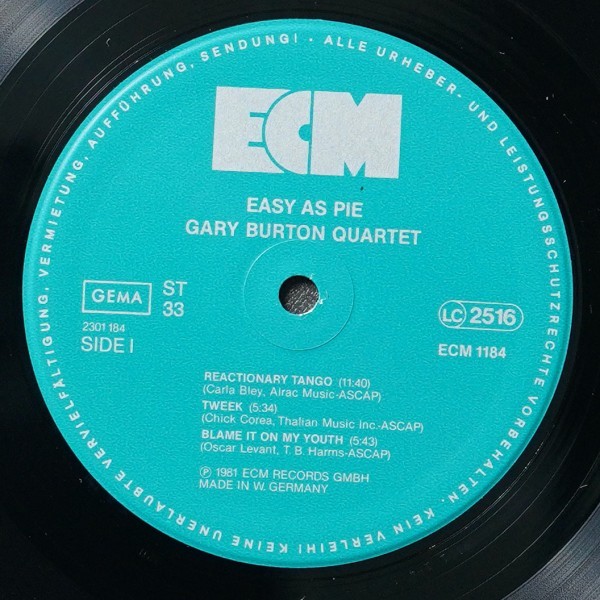 ECM
EASY AS PIE
GARY BURTON QUARTET
GEMA
ST
33
LC 2516
2301 184
SIDE I
ECM 1184
REACTIONARY TANGO (11:40)
(Carla Bley, Alrac Music-ASCAP)
TWEEK (5:34)
(Chick Corea, Thalian Music Inc.-ASCAP)
BLAME IT ON MY YOUTH (5:43)
(Oscar Levant, T. B. Harms-ASCAP)
Ⓟ 1981 ECM RECORDS GMBH
MADE IN W. GERMANY
ALLE URHEBER- UND LEISTUNGSSCHUTZRECHTE VORBEHALTEN. KEIN VERLEIH! KEINE UNERLAUBTE VERVIELFÄLTIGUNG, VERMIETUNG, AUFFÜHRUNG, SENDUNG! -